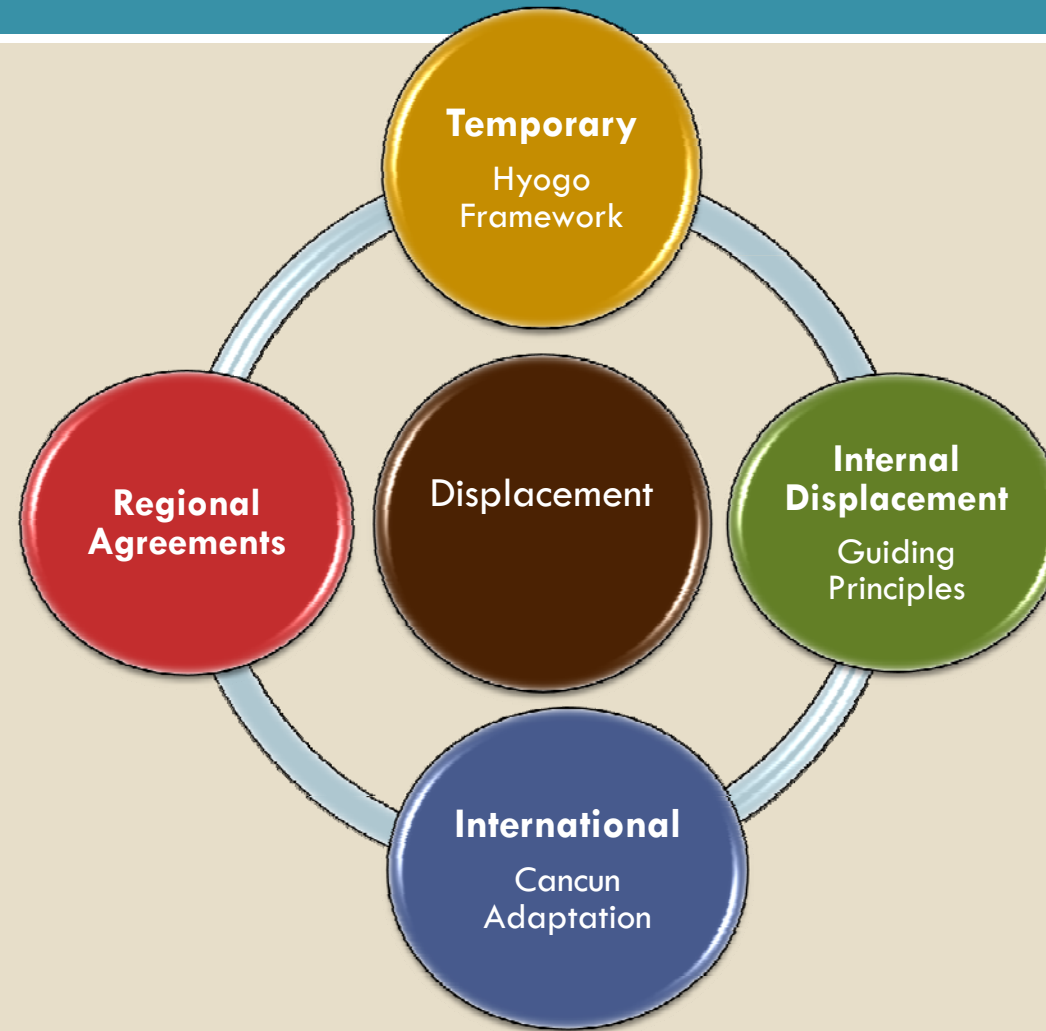 Temporary
Hyogo
Framework
Regional
Agreements
Displacement
Internal
Displacement
Guiding
Principles
International
Cancun
Adaptation